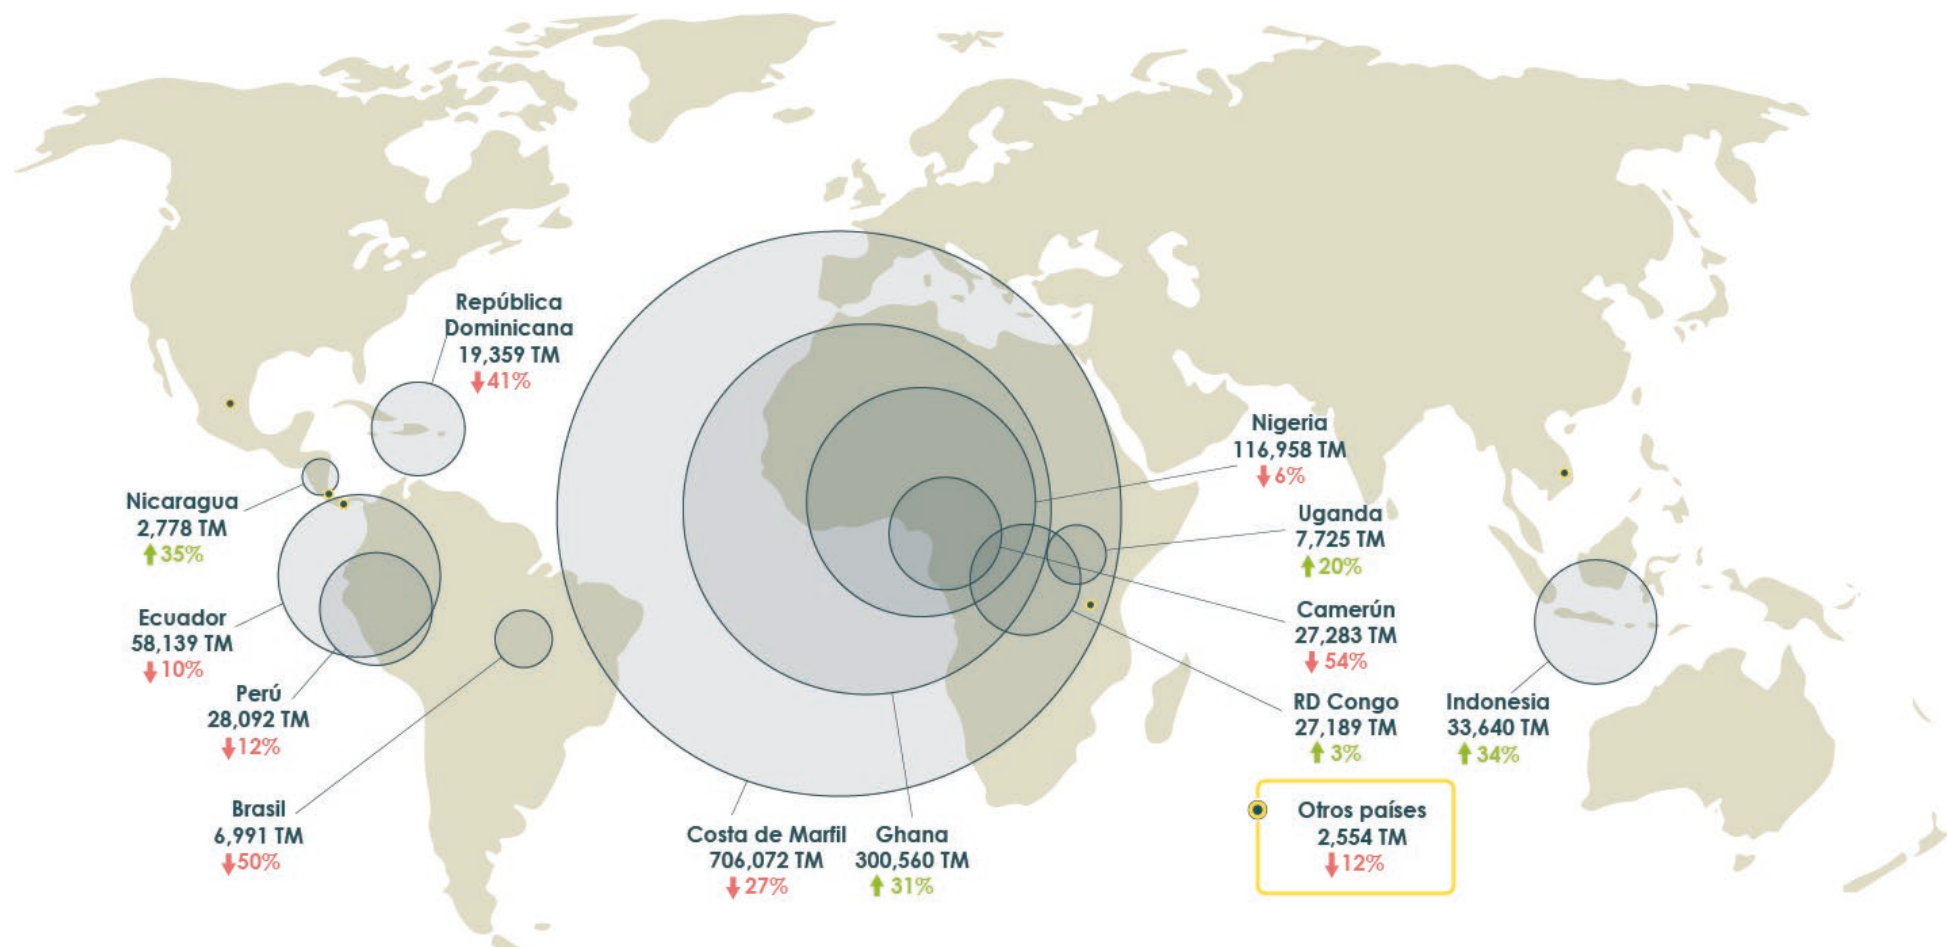 República
Dominicana
19,359 TM
41%
Nicaragua
2,778 TM
35%
Ecuador
58,139 TM
10%
Perú
28,092 TM
12%
Brasil
6,991 TM
50%
Costa de Marfil
706,072 TM
27%
Ghana
300,560 TM
31%
Nigeria
116,958 TM
6%
Uganda
7,725 TM
20%
Camerún
27,283 TM
54%
RD Congo
27,189 TM
3%
Indonesia
33,640 TM
34%
Otros países
2,554 TM
12%